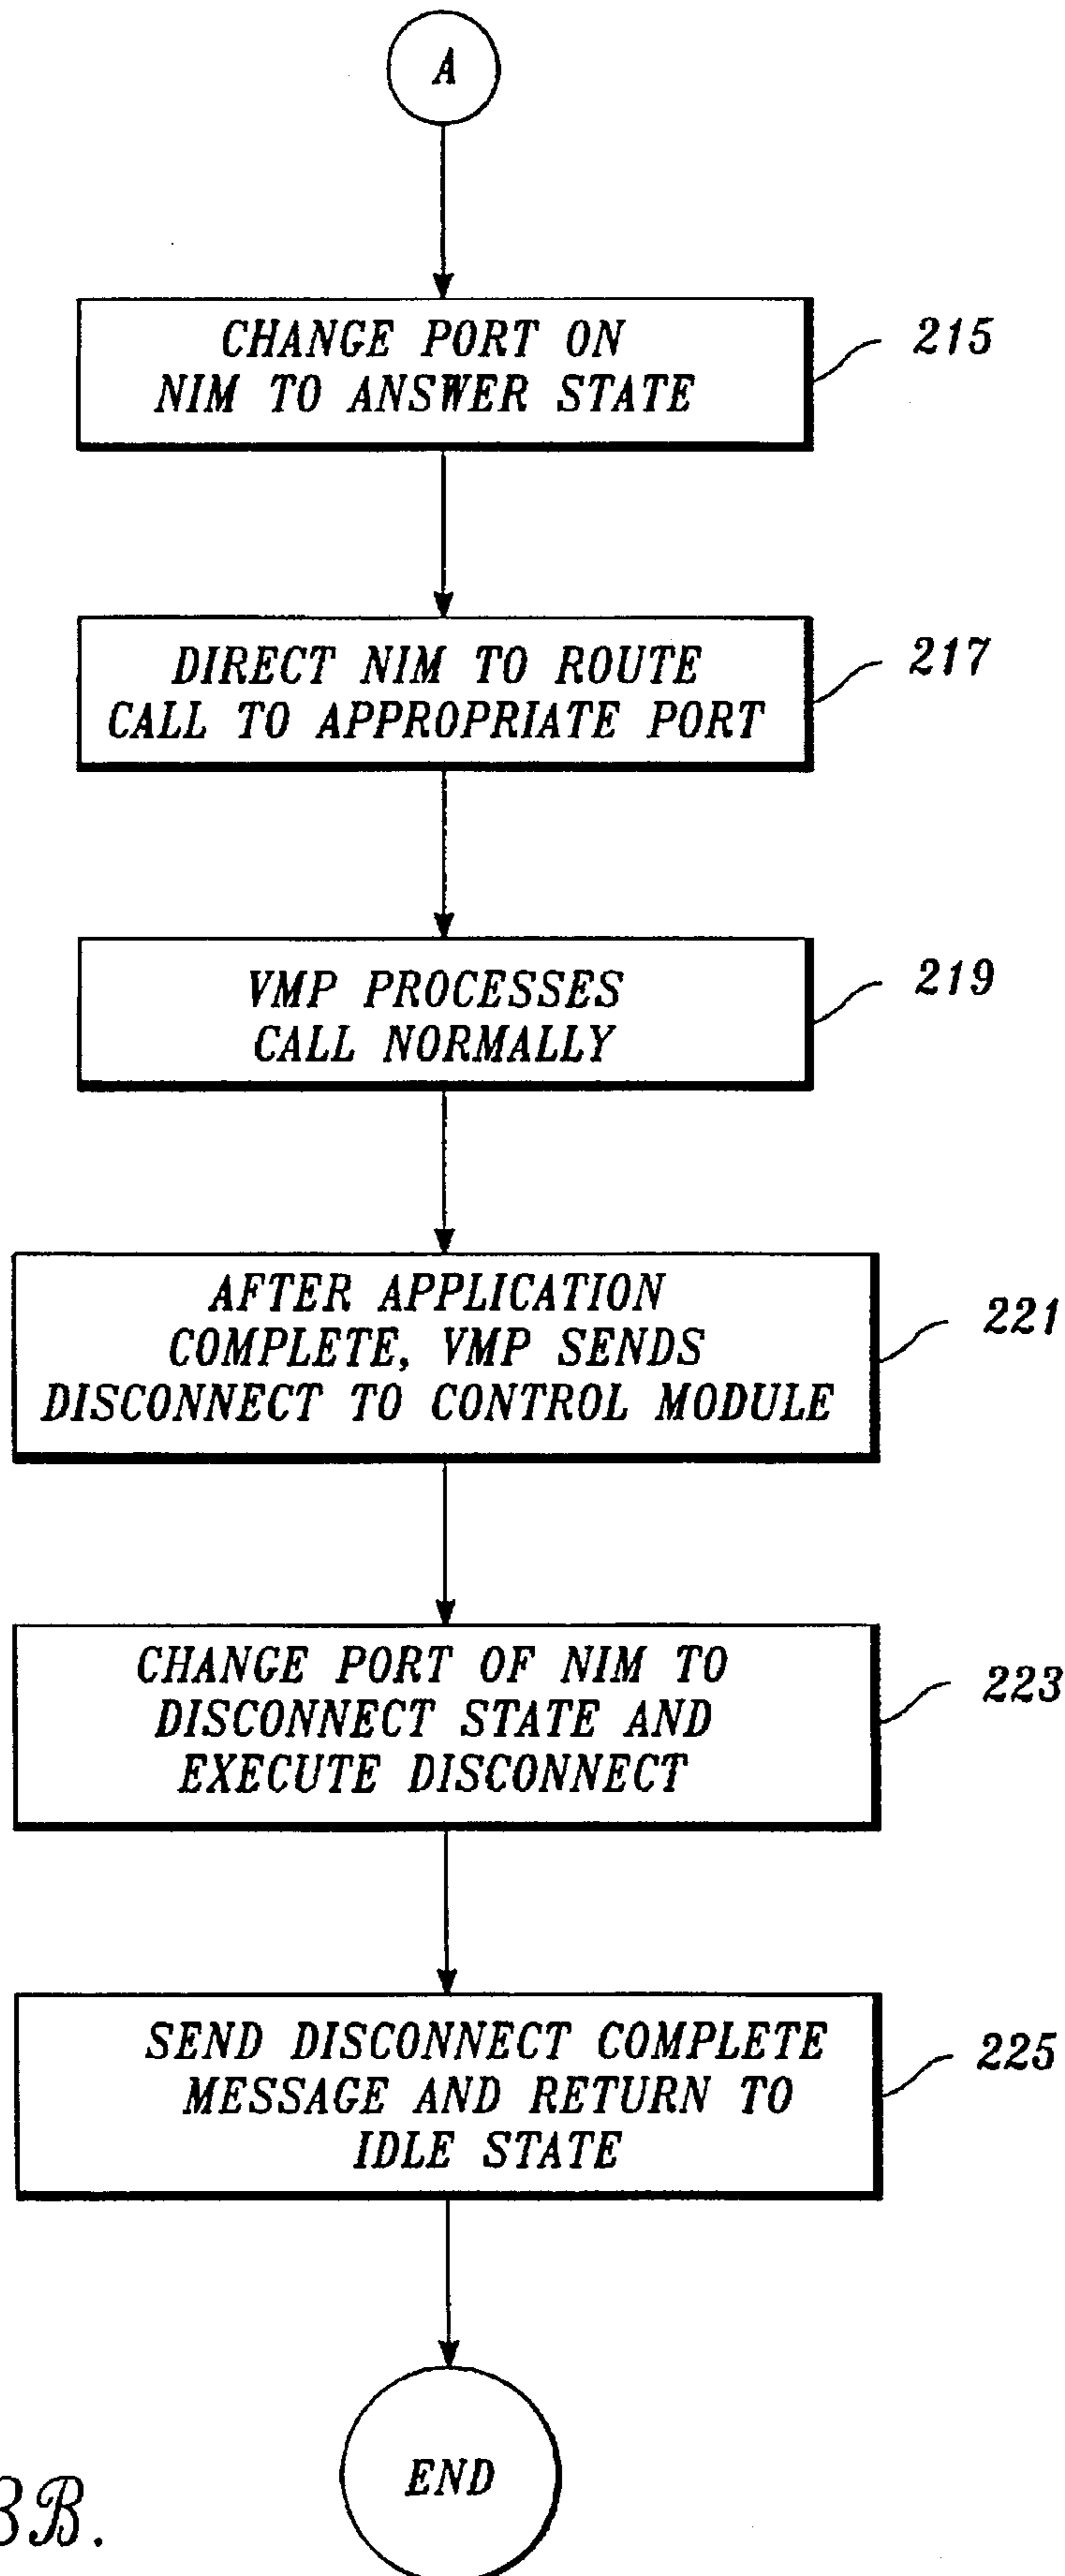 A
CHANGE PORT ON
NIM TO ANSWER STATE
215
DIRECT NIM TO ROUTE
CALL TO APPROPRIATE PORT
217
VMP PROCESSES
CALL NORMALLY
219
AFTER APPLICATION
COMPLETE, VMP SENDS
DISCONNECT TO CONTROL MODULE
221
CHANGE PORT OF NIM TO
DISCONNECT STATE AND
EXECUTE DISCONNECT
223
SEND DISCONNECT COMPLETE
MESSAGE AND RETURN TO
IDLE STATE
225
END
3B.